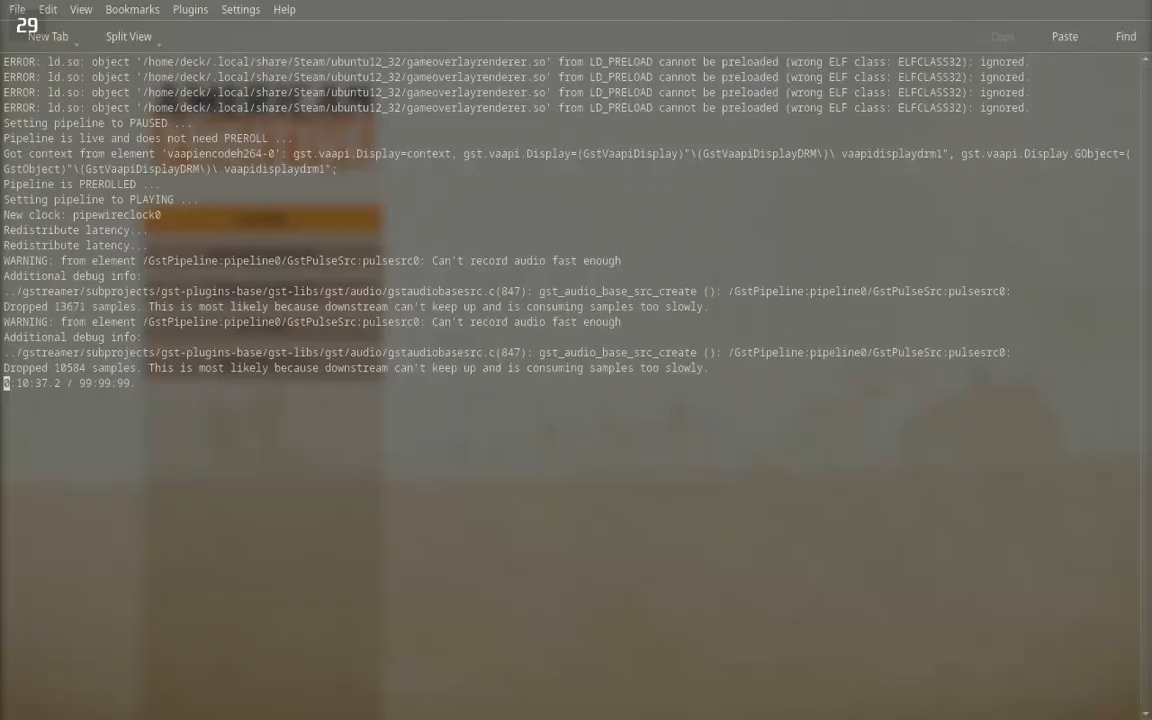 File Edit View Bookmarks Plugins Settings Help
29
New Tab Split View Copy Paste Find
ERROR: ld.so: object '/home/deck/.local/share/Steam/ubuntu12_32/gameoverlayrenderer.so' from LD_PRELOAD cannot be preloaded (wrong ELF class: ELFCLASS32): ignored.
ERROR: ld.so: object '/home/deck/.local/share/Steam/ubuntu12_32/gameoverlayrenderer.so' from LD_PRELOAD cannot be preloaded (wrong ELF class: ELFCLASS32): ignored.
ERROR: ld.so: object '/home/deck/.local/share/Steam/ubuntu12_32/gameoverlayrenderer.so' from LD_PRELOAD cannot be preloaded (wrong ELF class: ELFCLASS32): ignored.
ERROR: ld.so: object '/home/deck/.local/share/Steam/ubuntu12_32/gameoverlayrenderer.so' from LD_PRELOAD cannot be preloaded (wrong ELF class: ELFCLASS32): ignored.
Setting pipeline to PAUSED ...
Pipeline is live and does not need PREROLL ...
Got context from element 'vaapiencodeh264-0': gst.vaapi.Display=context, gst.vaapi.Display=(GstVaapiDisplay)"\(GstVaapiDisplayDRM\)\ vaapidisplaydrm1", gst.vaapi.Display.GObject=(
GstObject)"\(GstVaapiDisplayDRM\)\ vaapidisplaydrm1";
Pipeline is PREROLLED ...
Setting pipeline to PLAYING ...
New clock: pipewireclock0
Redistribute latency...
Redistribute latency...
WARNING: from element /GstPipeline:pipeline0/GstPulseSrc:pulsesrc0: Can't record audio fast enough
Additional debug info:
../gstreamer/subprojects/gst-plugins-base/gst-libs/gst/audio/gstaudiobasesrc.c(847): gst_audio_base_src_create (): /GstPipeline:pipeline0/GstPulseSrc:pulsesrc0:
Dropped 13671 samples. This is most likely because downstream can't keep up and is consuming samples too slowly.
WARNING: from element /GstPipeline:pipeline0/GstPulseSrc:pulsesrc0: Can't record audio fast enough
Additional debug info:
../gstreamer/subprojects/gst-plugins-base/gst-libs/gst/audio/gstaudiobasesrc.c(847): gst_audio_base_src_create (): /GstPipeline:pipeline0/GstPulseSrc:pulsesrc0:
Dropped 10584 samples. This is most likely because downstream can't keep up and is consuming samples too slowly.
0:10:37.2 / 99:99:99.